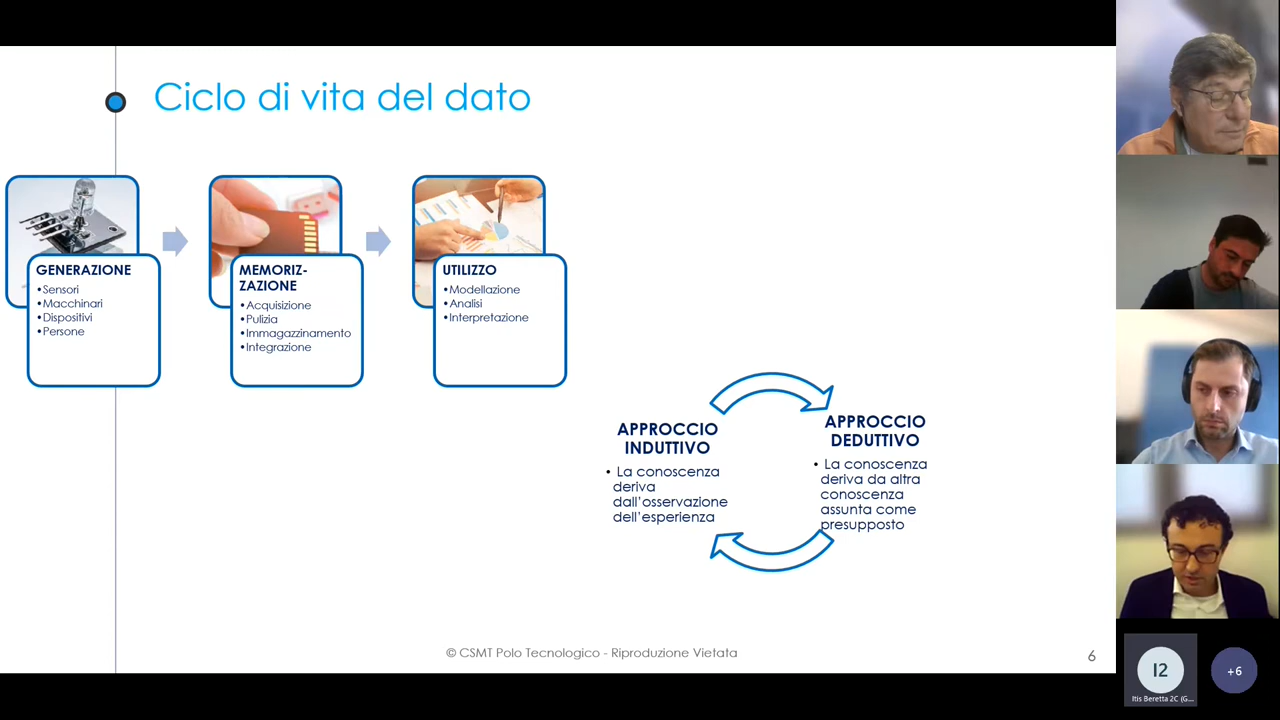 Ciclo di vita del dato
GENERAZIONE
•Sensori
•Macchinari
•Dispositivi
•Persone
MEMORIZ-
ZAZIONE
•Acquisizione
•Pulizia
•Immagazzinamento
•Integrazione
UTILIZZO
•Modellazione
•Analisi
•Interpretazione
APPROCCIO
INDUTTIVO
• La conoscenza
deriva
dall'osservazione
dell'esperienza
APPROCCIO
DEDUTTIVO
• La conoscenza
deriva da altra
conoscenza
assunta come
presupposto
© CSMT Polo Tecnologico - Riproduzione Vietata
6
I2
Itis Beretta 2C (G...
+6